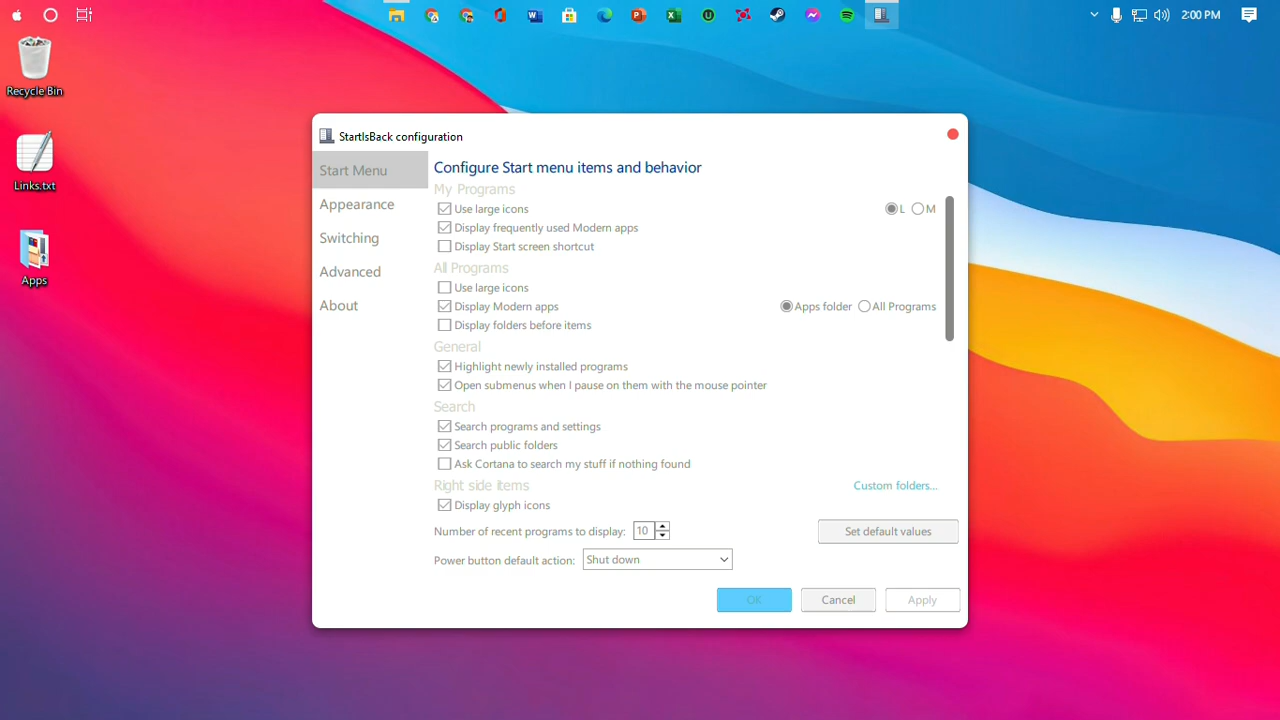 2:00 PM
Recycle Bin
Links.txt
Apps
StartIsBack configuration
Start Menu
Appearance
Switching
Advanced
About
Configure Start menu items and behavior
My Programs
Use large icons
L M
Display frequently used Modern apps
Display Start screen shortcut
All Programs
Use large icons
Display Modern apps
Apps folder All Programs
Display folders before items
General
Highlight newly installed programs
Open submenus when I pause on them with the mouse pointer
Search
Search programs and settings
Search public folders
Ask Cortana to search my stuff if nothing found
Right side items
Custom folders...
Display glyph icons
Number of recent programs to display: 10
Set default values
Power button default action: Shut down
OK Cancel Apply